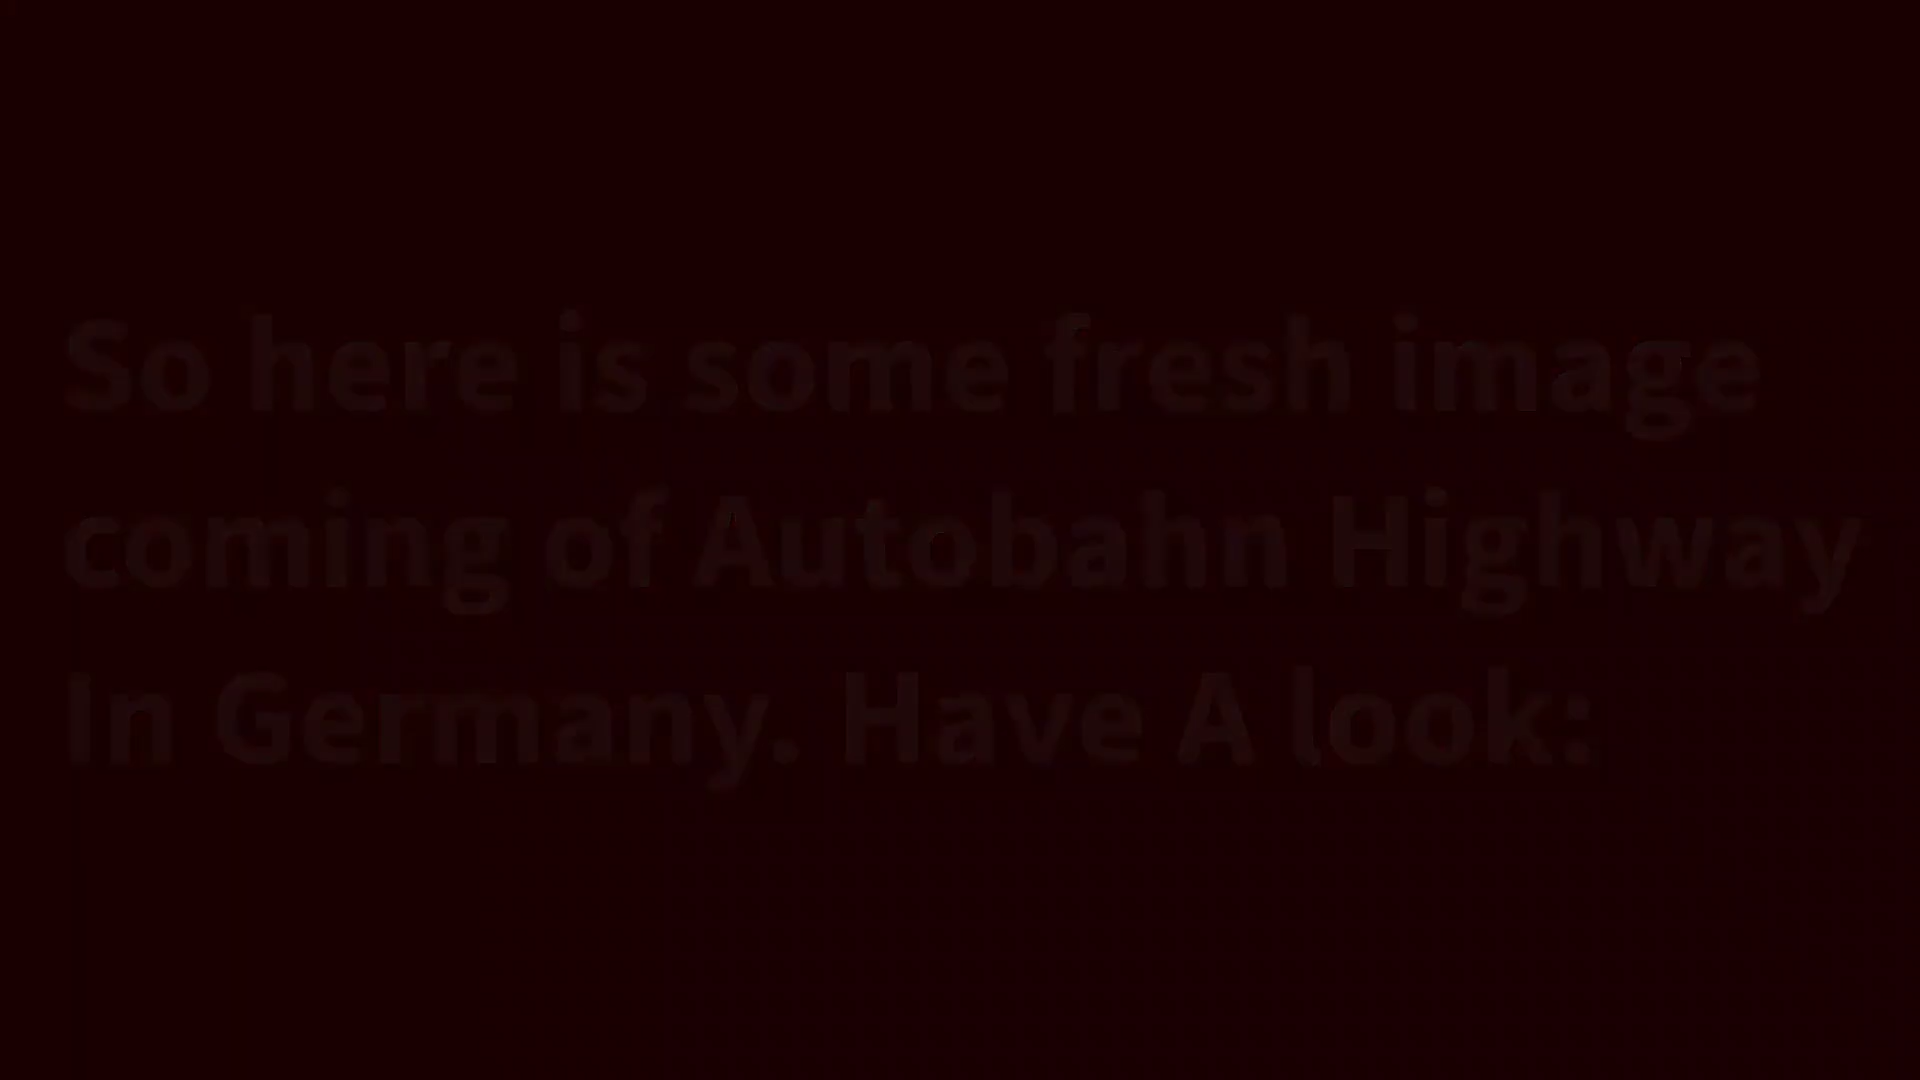 So here is some fresh image
coming of Autobahn Highway
In Germany. Have A look: